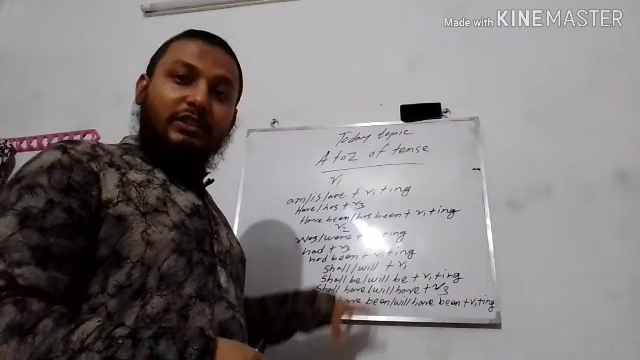 Made with KINEMASTER
Today topic
A to Z of tense
V1
am/is/are + V1 + ing
Have/has + V3
Have been/has been + V1 + ing
V2
was/were + ing
had + V3
had been + V1 + ing
shall/will + V1
shall be/will be + V1 + ing
shall have/will have + V3
have been/will have been + V1 + ing